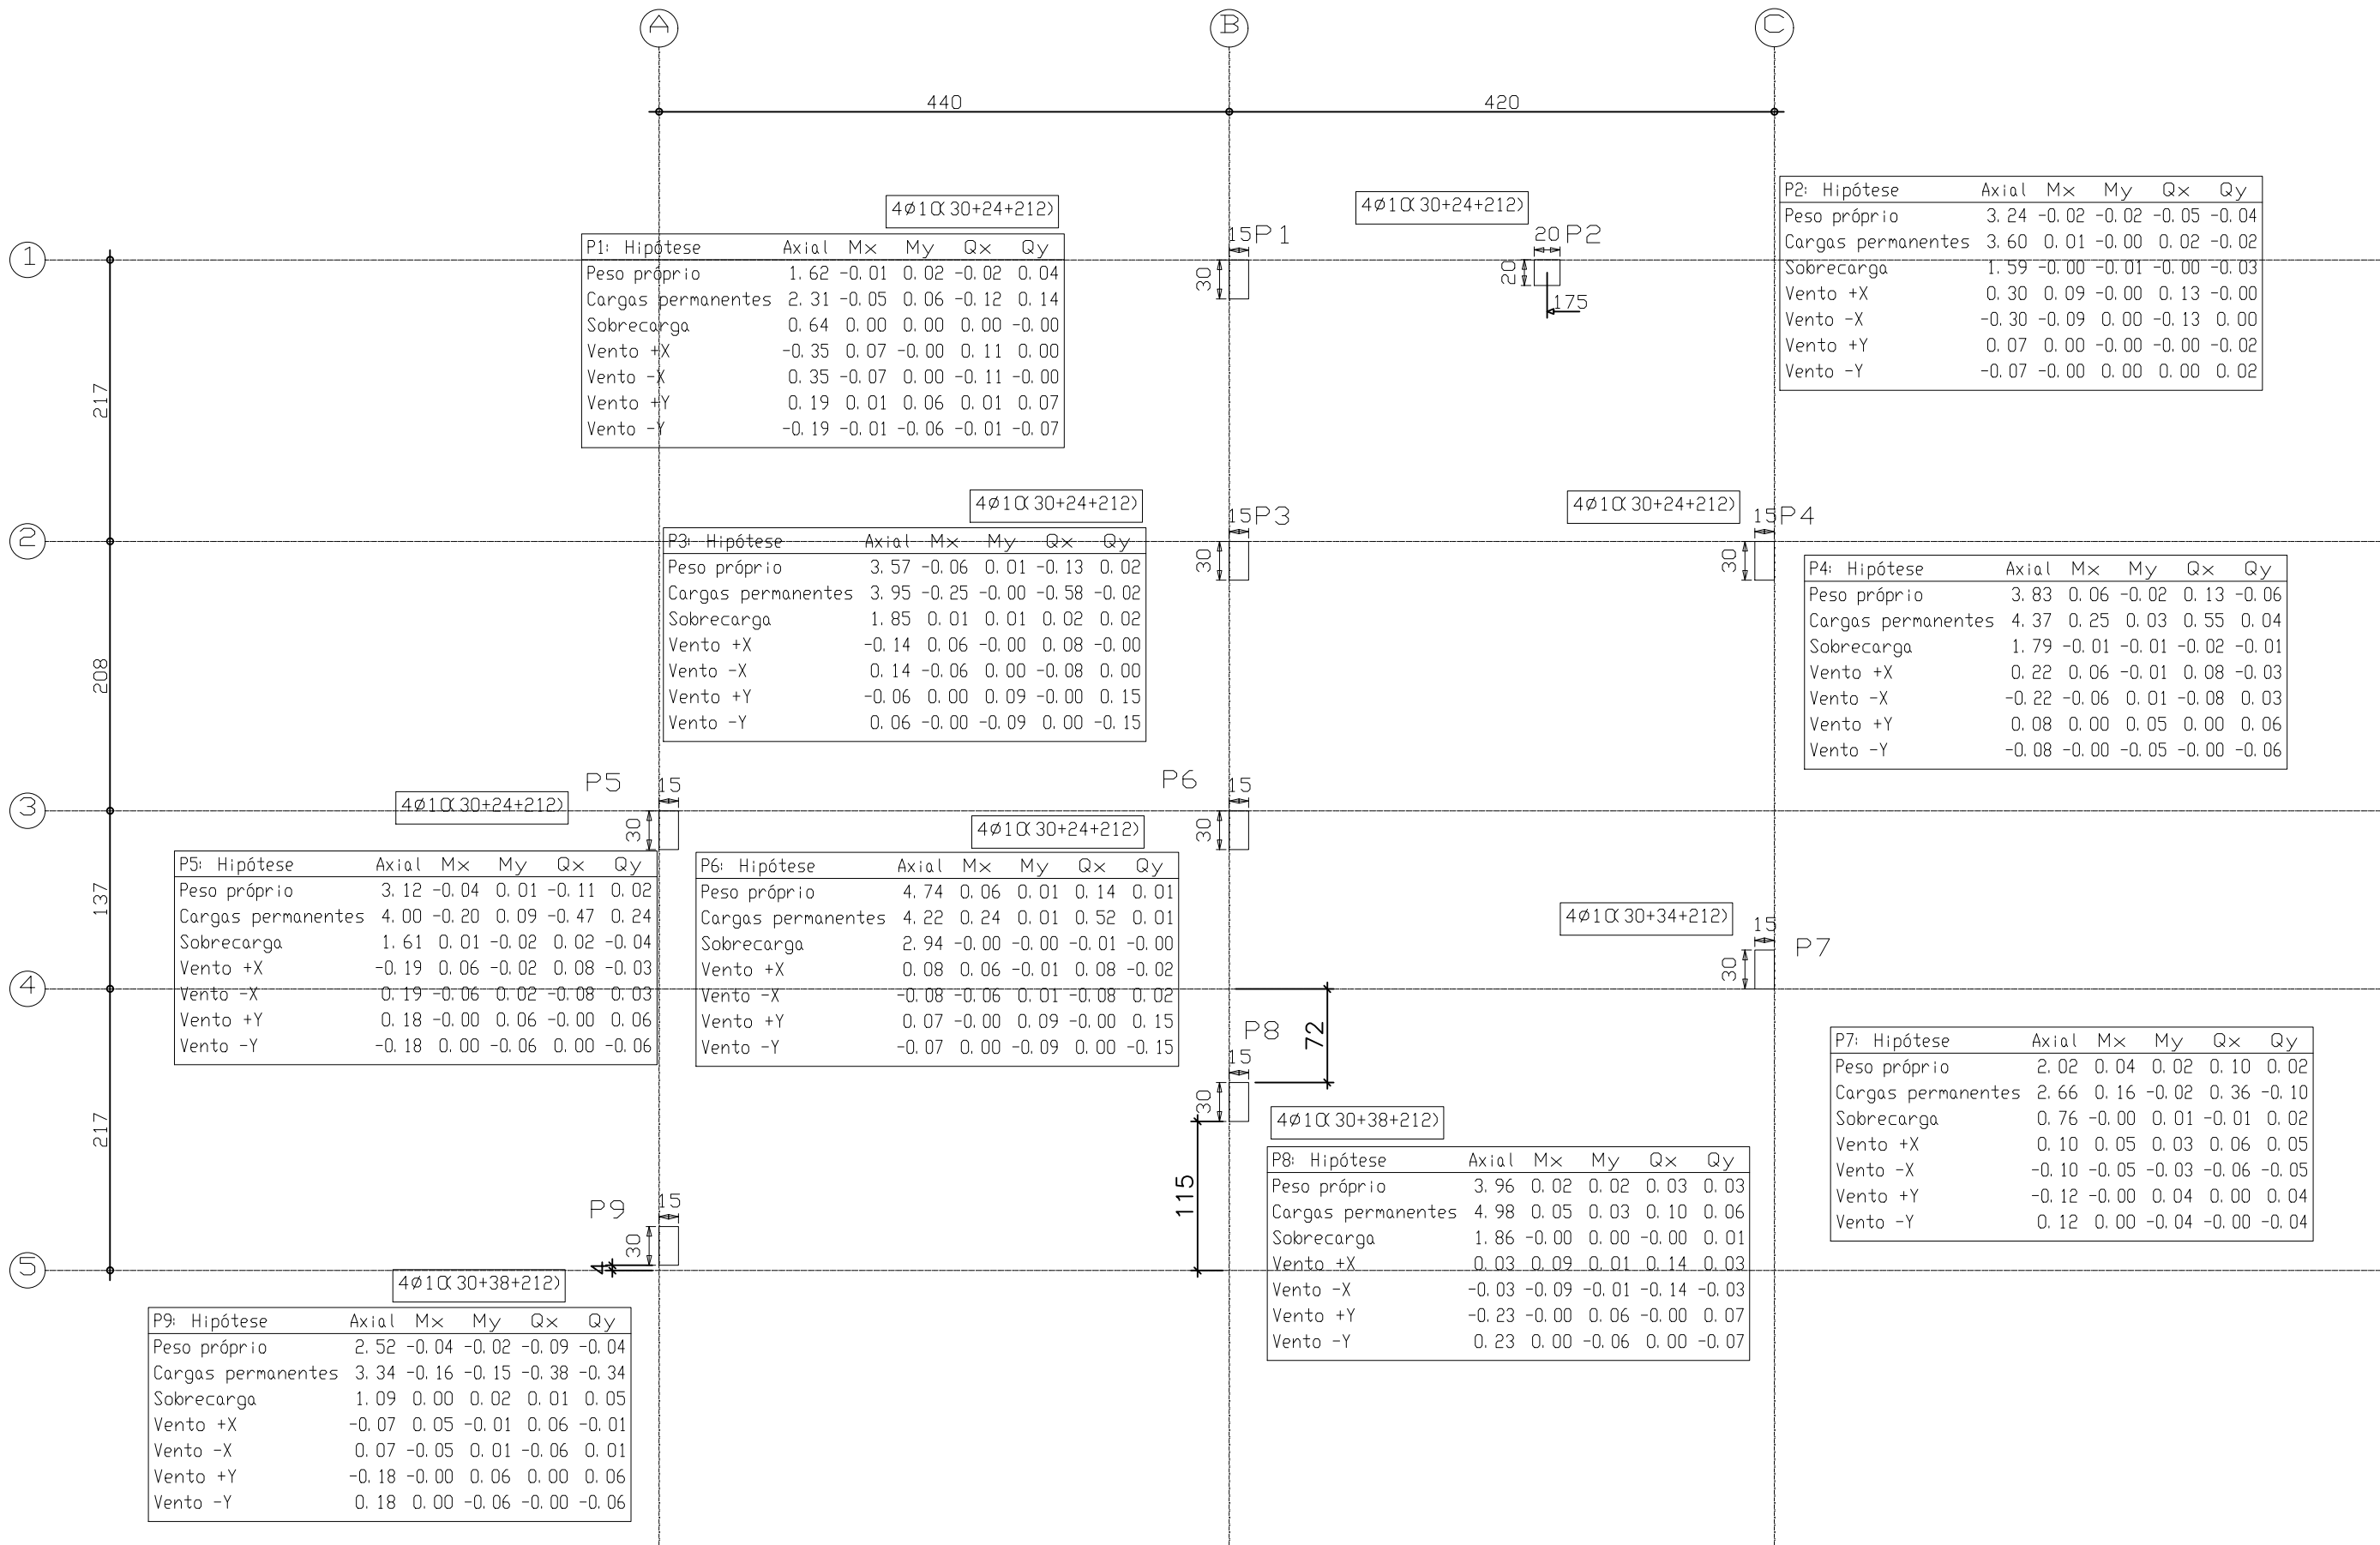 A B C
440 420
4ø10(30+24+212)
4ø10(30+24+212)
P2: Hipótese Axial Mx My Qx Qy
Peso próprio 3.24 -0.02 -0.02 -0.05 -0.04
Cargas permanentes 3.60 0.01 -0.00 0.02 -0.02
Sobrecarga 1.59 -0.00 -0.01 -0.00 -0.03
Vento +X 0.30 0.09 -0.00 0.13 -0.00
Vento -X -0.30 -0.09 0.00 -0.13 0.00
Vento +Y 0.07 0.00 -0.00 -0.00 -0.02
Vento -Y -0.07 -0.00 0.00 0.00 0.02
1
P1: Hipótese Axial Mx My Qx Qy
Peso próprio 1.62 -0.01 0.02 -0.02 0.04
Cargas permanentes 2.31 -0.05 0.06 -0.12 0.14
Sobrecarga 0.64 0.00 0.00 0.00 -0.00
Vento +X -0.35 0.07 -0.00 0.11 0.00
Vento -X 0.35 -0.07 0.00 -0.11 -0.00
Vento +Y 0.19 0.01 0.06 0.01 0.07
Vento -Y -0.19 -0.01 -0.06 -0.01 -0.07
15 P1
30
20 P2
20
175
217
4ø10(30+24+212)
4ø10(30+24+212)
2
P3: Hipótese Axial Mx My Qx Qy
Peso próprio 3.57 -0.06 0.01 -0.13 0.02
Cargas permanentes 3.95 -0.25 -0.00 -0.58 -0.02
Sobrecarga 1.85 0.01 0.01 0.02 0.02
Vento +X -0.14 0.06 -0.00 0.08 -0.00
Vento -X 0.14 -0.06 0.00 -0.08 0.00
Vento +Y -0.06 0.00 0.09 -0.00 0.15
Vento -Y 0.06 -0.00 -0.09 0.00 -0.15
15 P3
30
15 P4
30
P4: Hipótese Axial Mx My Qx Qy
Peso próprio 3.83 0.06 -0.02 0.13 -0.06
Cargas permanentes 4.37 0.25 0.03 0.55 0.04
Sobrecarga 1.79 -0.01 -0.01 -0.02 -0.01
Vento +X 0.22 0.06 -0.01 0.08 -0.03
Vento -X -0.22 -0.06 0.01 -0.08 0.03
Vento +Y 0.08 0.00 0.05 0.00 0.06
Vento -Y -0.08 -0.00 -0.05 -0.00 -0.06
208
P5 15
30
P6 15
30
3
4ø10(30+24+212)
4ø10(30+24+212)
P5: Hipótese Axial Mx My Qx Qy
Peso próprio 3.12 -0.04 0.01 -0.11 0.02
Cargas permanentes 4.00 -0.20 0.09 -0.47 0.24
Sobrecarga 1.61 0.01 -0.02 0.02 -0.04
Vento +X -0.19 0.06 -0.02 0.08 -0.03
Vento -X 0.19 -0.06 0.02 -0.08 0.03
Vento +Y 0.18 -0.00 0.06 -0.00 0.06
Vento -Y -0.18 0.00 -0.06 0.00 -0.06
P6: Hipótese Axial Mx My Qx Qy
Peso próprio 4.74 0.06 0.01 0.14 0.01
Cargas permanentes 4.22 0.24 0.01 0.52 0.01
Sobrecarga 2.94 -0.00 -0.00 -0.01 -0.00
Vento +X 0.08 0.06 -0.01 0.08 -0.02
Vento -X -0.08 -0.06 0.01 -0.08 0.02
Vento +Y 0.07 -0.00 0.09 -0.00 0.15
Vento -Y -0.07 0.00 -0.09 0.00 -0.15
137
4ø10(30+34+212)
15
30
P7
4
72
P8
15
30
115
4ø10(30+38+212)
P7: Hipótese Axial Mx My Qx Qy
Peso próprio 2.02 0.04 0.02 0.10 0.02
Cargas permanentes 2.66 0.16 -0.02 0.36 -0.10
Sobrecarga 0.76 -0.00 0.01 -0.01 0.02
Vento +X 0.10 0.05 0.03 0.06 0.05
Vento -X -0.10 -0.05 -0.03 -0.06 -0.05
Vento +Y -0.12 -0.00 0.04 0.00 0.04
Vento -Y 0.12 0.00 -0.04 -0.00 -0.04
217
P8: Hipótese Axial Mx My Qx Qy
Peso próprio 3.96 0.02 0.02 0.03 0.03
Cargas permanentes 4.98 0.05 0.03 0.10 0.06
Sobrecarga 1.86 -0.00 0.00 -0.00 0.01
Vento +X 0.03 0.09 0.01 0.14 0.03
Vento -X -0.03 -0.09 -0.01 -0.14 -0.03
Vento +Y -0.23 -0.00 0.06 -0.00 0.07
Vento -Y 0.23 0.00 -0.06 0.00 -0.07
P9 15
30
4
5
4ø10(30+38+212)
P9: Hipótese Axial Mx My Qx Qy
Peso próprio 2.52 -0.04 -0.02 -0.09 -0.04
Cargas permanentes 3.34 -0.16 -0.15 -0.38 -0.34
Sobrecarga 1.09 0.00 0.02 0.01 0.05
Vento +X -0.07 0.05 -0.01 0.06 -0.01
Vento -X 0.07 -0.05 0.01 -0.06 0.01
Vento +Y -0.18 -0.00 0.06 0.00 0.06
Vento -Y 0.18 0.00 -0.06 -0.00 -0.06